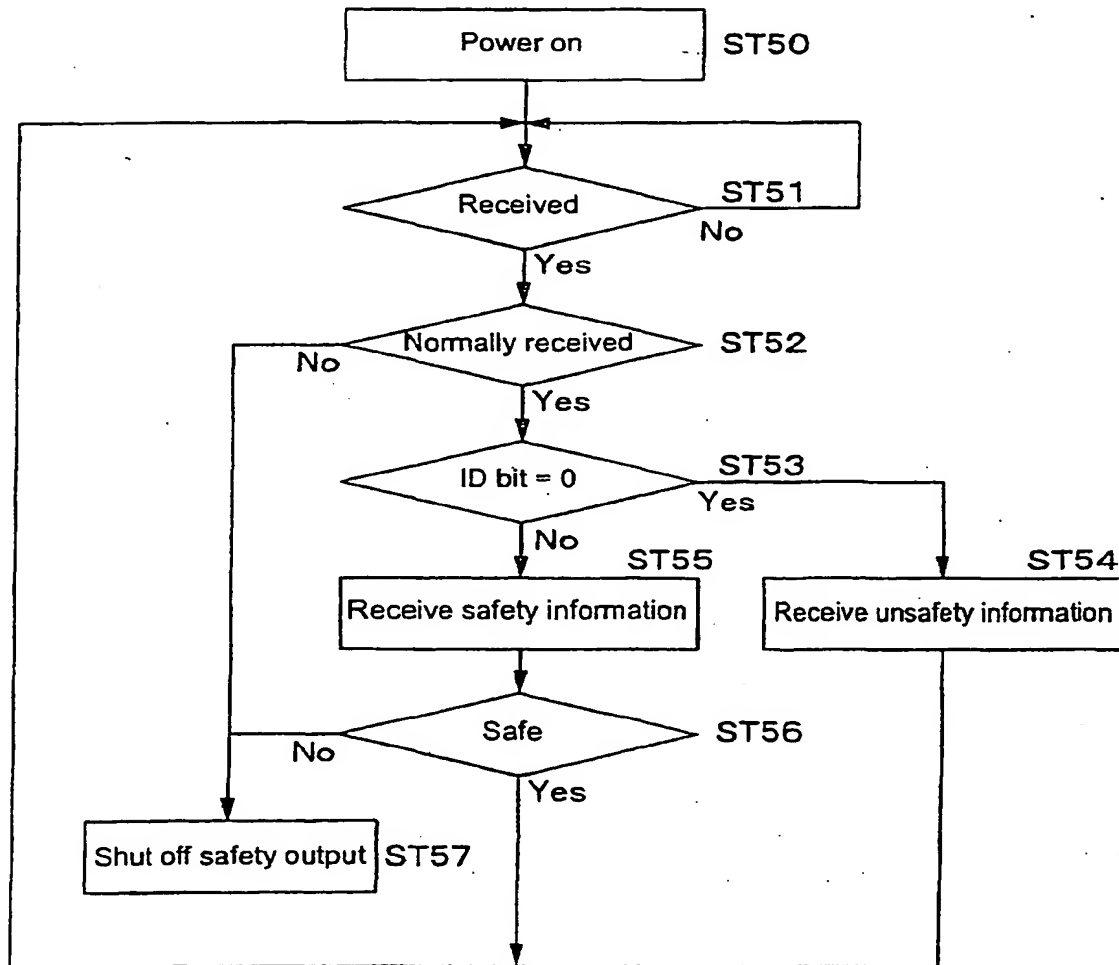 Power on
ST50
Received
ST51
No
Yes
Normally received
ST52
No
Yes
ID bit = 0
ST53
Yes
No
ST55
ST54
Receive safety information
Receive unsafety information
Safe
ST56
No
Yes
Shut off safety output
ST57